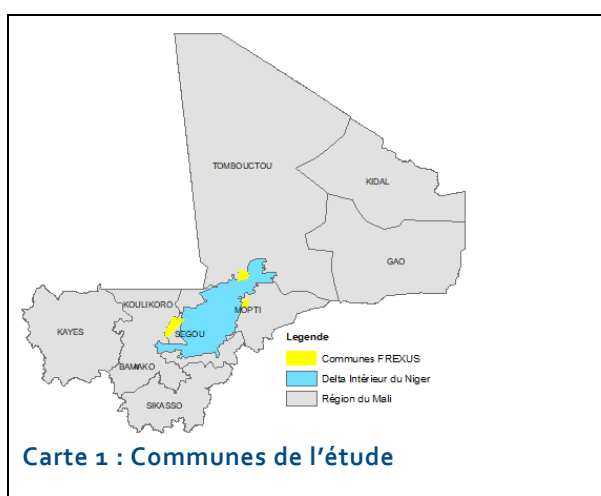 TOMBOUCTOU
KIDAL
GAO
KOULIKORO
MOPTI
KAYES
SEGOU
BAMAKO
SIKASSO
Legende
Communes FREXUS
Delta Intérieur du Niger
Région du Mali
Carte 1 : Communes de l'étude